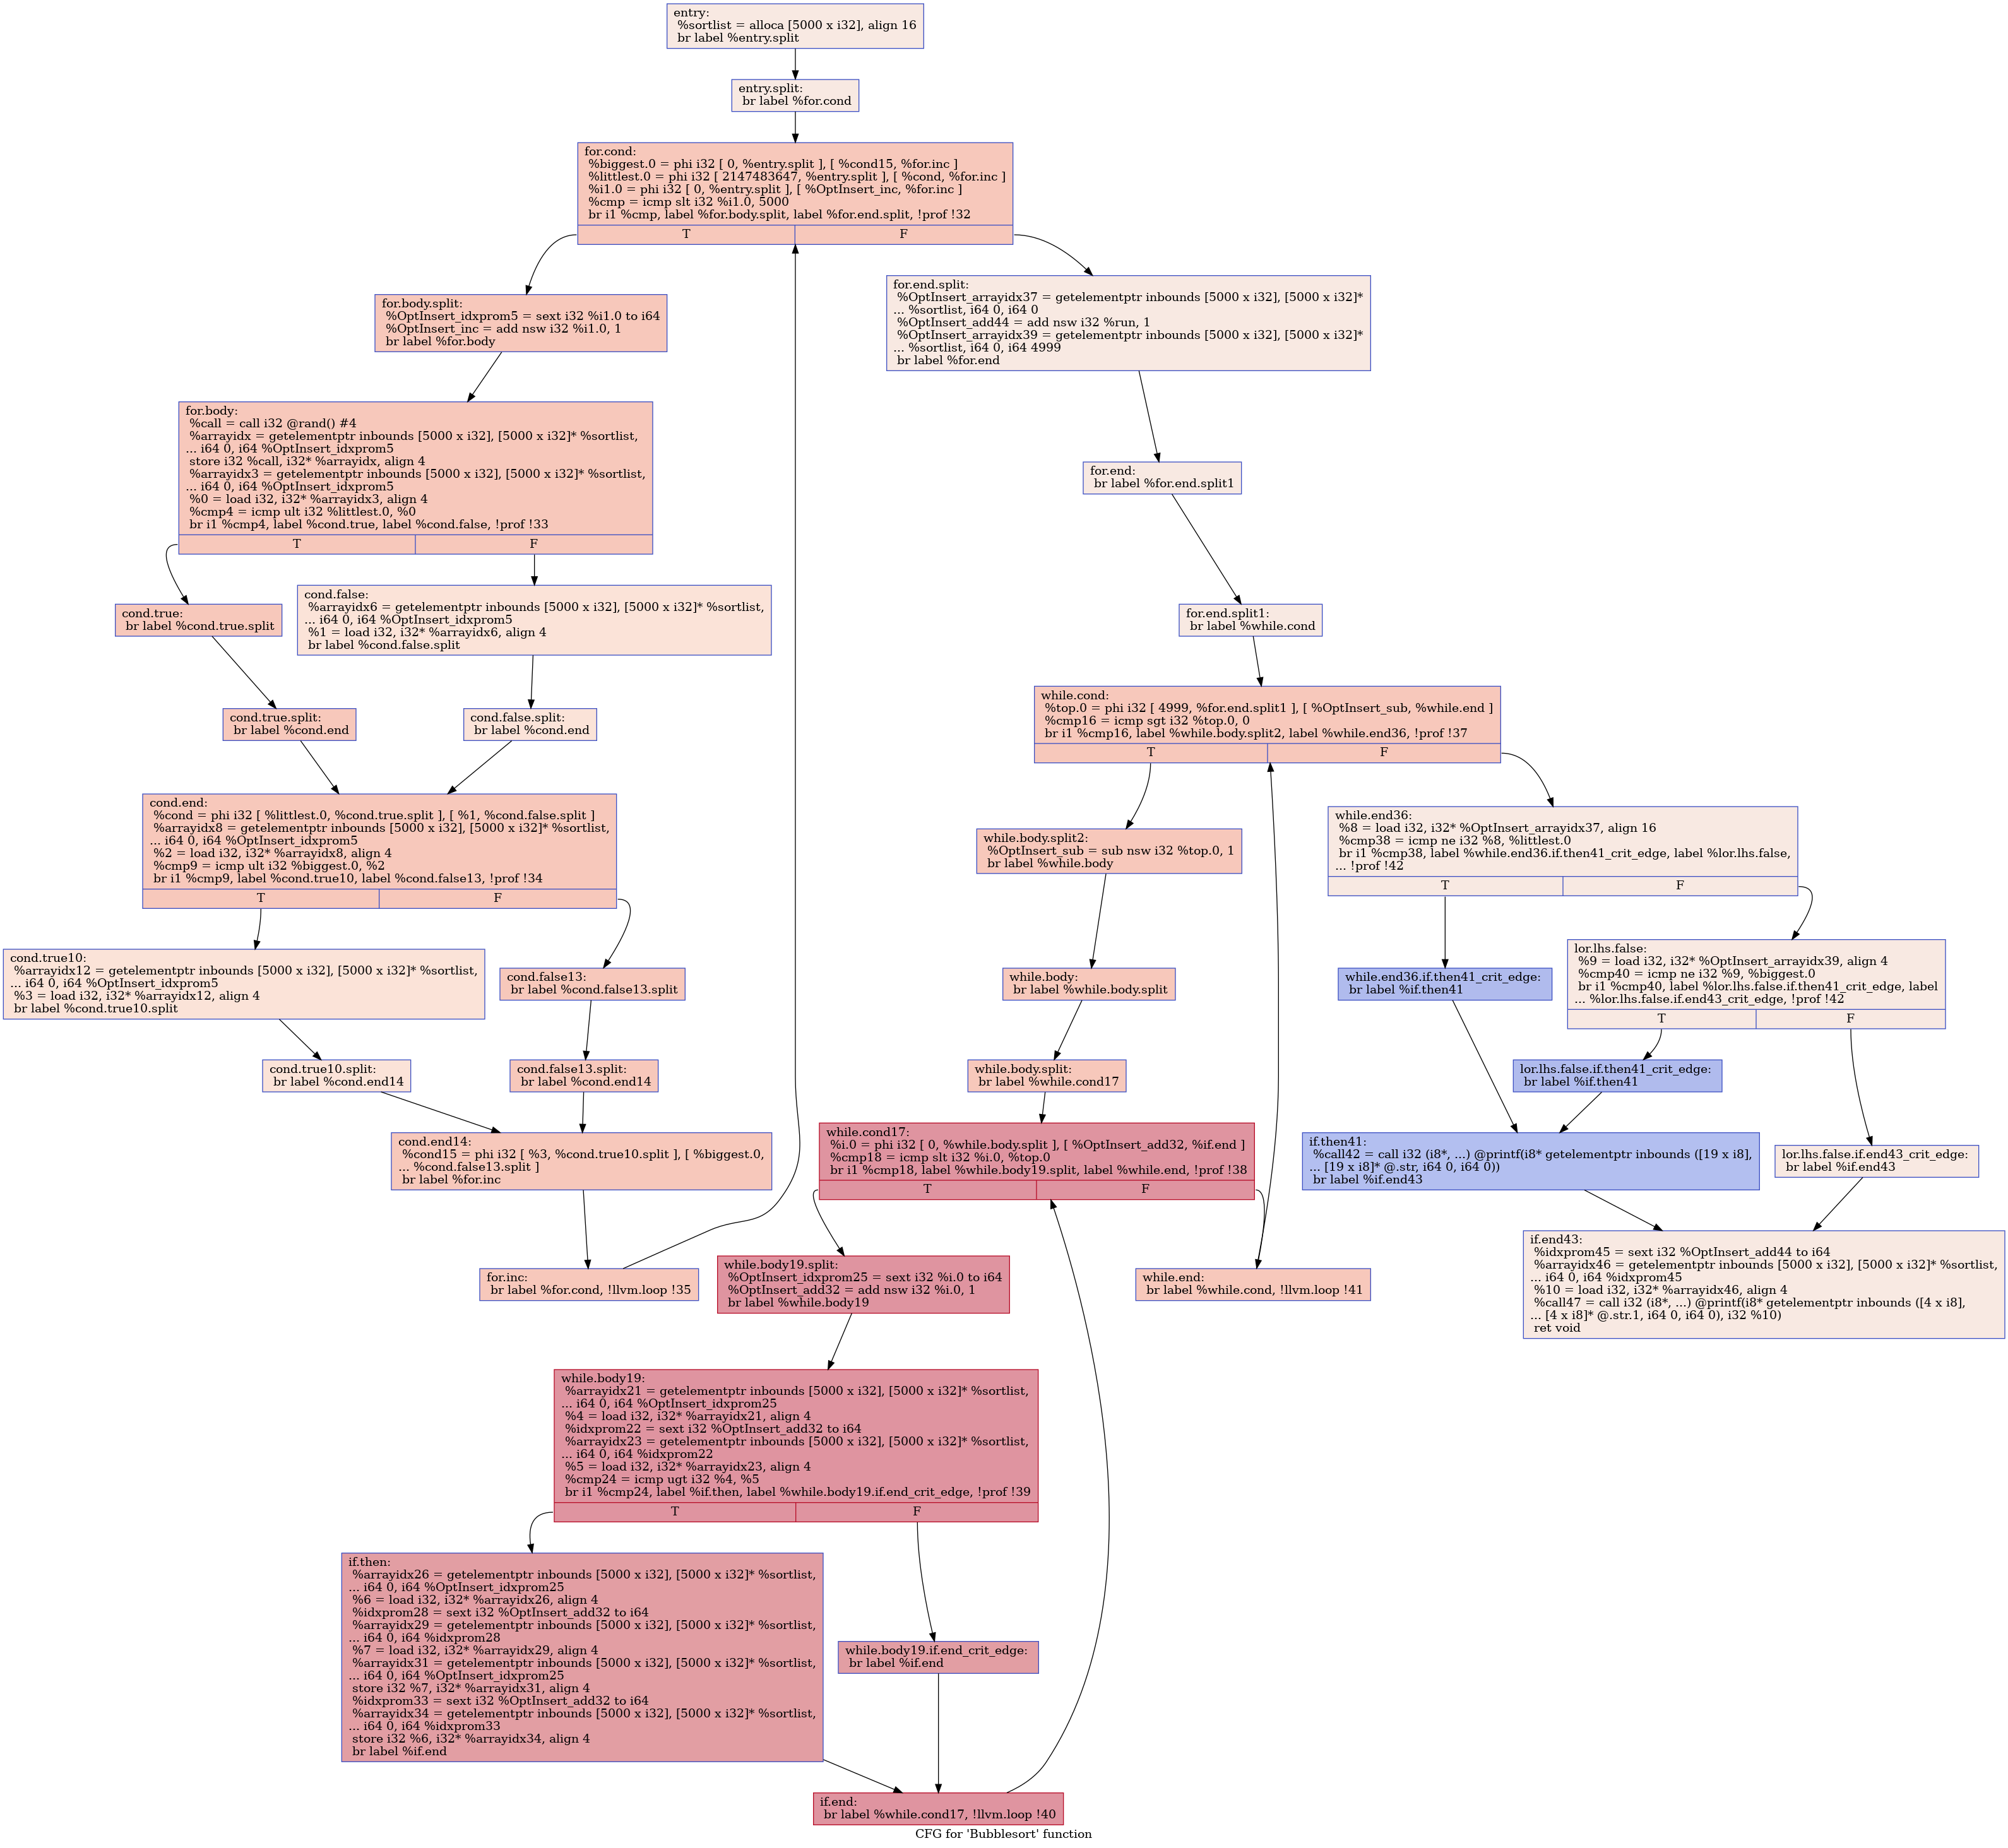 entry:
%sortlist = alloca [5000 x i32], align 16
br label %entry.split
entry.split:
br label %for.cond
for.cond:
%biggest.0 = phi i32 [ 0, %entry.split ], [ %cond15, %for.inc ]
%littlest.0 = phi i32 [ 2147483647, %entry.split ], [ %cond, %for.inc ]
%i1.0 = phi i32 [ 0, %entry.split ], [ %OptInsert_inc, %for.inc ]
%cmp = icmp slt i32 %i1.0, 5000
br i1 %cmp, label %for.body.split, label %for.end.split, !prof !32
T
F
for.body.split:
%OptInsert_idxprom5 = sext i32 %i1.0 to i64
%OptInsert_inc = add nsw i32 %i1.0, 1
br label %for.body
for.body:
%call = call i32 @rand() #4
%arrayidx = getelementptr inbounds [5000 x i32], [5000 x i32]* %sortlist,
... i64 0, i64 %OptInsert_idxprom5
store i32 %call, i32* %arrayidx, align 4
%arrayidx3 = getelementptr inbounds [5000 x i32], [5000 x i32]* %sortlist,
... i64 0, i64 %OptInsert_idxprom5
%0 = load i32, i32* %arrayidx3, align 4
%cmp4 = icmp ult i32 %littlest.0, %0
br i1 %cmp4, label %cond.true, label %cond.false, !prof !33
T
F
cond.true:
br label %cond.true.split
cond.false:
%arrayidx6 = getelementptr inbounds [5000 x i32], [5000 x i32]* %sortlist,
... i64 0, i64 %OptInsert_idxprom5
%1 = load i32, i32* %arrayidx6, align 4
br label %cond.false.split
cond.true.split:
br label %cond.end
cond.false.split:
br label %cond.end
cond.end:
%cond = phi i32 [ %littlest.0, %cond.true.split ], [ %1, %cond.false.split ]
%arrayidx8 = getelementptr inbounds [5000 x i32], [5000 x i32]* %sortlist,
... i64 0, i64 %OptInsert_idxprom5
%2 = load i32, i32* %arrayidx8, align 4
%cmp9 = icmp ult i32 %biggest.0, %2
br i1 %cmp9, label %cond.true10, label %cond.false13, !prof !34
T
F
cond.true10:
%arrayidx12 = getelementptr inbounds [5000 x i32], [5000 x i32]* %sortlist,
... i64 0, i64 %OptInsert_idxprom5
%3 = load i32, i32* %arrayidx12, align 4
br label %cond.true10.split
cond.false13:
br label %cond.false13.split
cond.true10.split:
br label %cond.end14
cond.false13.split:
br label %cond.end14
cond.end14:
%cond15 = phi i32 [ %3, %cond.true10.split ], [ %biggest.0,
... %cond.false13.split ]
br label %for.inc
for.inc:
br label %for.cond, !llvm.loop !35
for.end.split:
%OptInsert_arrayidx37 = getelementptr inbounds [5000 x i32], [5000 x i32]*
... %sortlist, i64 0, i64 0
%OptInsert_add44 = add nsw i32 %run, 1
%OptInsert_arrayidx39 = getelementptr inbounds [5000 x i32], [5000 x i32]*
... %sortlist, i64 0, i64 4999
br label %for.end
for.end:
br label %for.end.split1
for.end.split1:
br label %while.cond
while.cond:
%top.0 = phi i32 [ 4999, %for.end.split1 ], [ %OptInsert_sub, %while.end ]
%cmp16 = icmp sgt i32 %top.0, 0
br i1 %cmp16, label %while.body.split2, label %while.end36, !prof !37
T
F
while.body.split2:
%OptInsert_sub = sub nsw i32 %top.0, 1
br label %while.body
while.body:
br label %while.body.split
while.body.split:
br label %while.cond17
while.cond17:
%i.0 = phi i32 [ 0, %while.body.split ], [ %OptInsert_add32, %if.end ]
%cmp18 = icmp slt i32 %i.0, %top.0
br i1 %cmp18, label %while.body19.split, label %while.end, !prof !38
T
F
while.body19.split:
%OptInsert_idxprom25 = sext i32 %i.0 to i64
%OptInsert_add32 = add nsw i32 %i.0, 1
br label %while.body19
while.end:
br label %while.cond, !llvm.loop !41
while.body19:
%arrayidx21 = getelementptr inbounds [5000 x i32], [5000 x i32]* %sortlist,
... i64 0, i64 %OptInsert_idxprom25
%4 = load i32, i32* %arrayidx21, align 4
%idxprom22 = sext i32 %OptInsert_add32 to i64
%arrayidx23 = getelementptr inbounds [5000 x i32], [5000 x i32]* %sortlist,
... i64 0, i64 %idxprom22
%5 = load i32, i32* %arrayidx23, align 4
%cmp24 = icmp ugt i32 %4, %5
br i1 %cmp24, label %if.then, label %while.body19.if.end_crit_edge, !prof !39
T
F
if.then:
%arrayidx26 = getelementptr inbounds [5000 x i32], [5000 x i32]* %sortlist,
... i64 0, i64 %OptInsert_idxprom25
%6 = load i32, i32* %arrayidx26, align 4
%idxprom28 = sext i32 %OptInsert_add32 to i64
%arrayidx29 = getelementptr inbounds [5000 x i32], [5000 x i32]* %sortlist,
... i64 0, i64 %idxprom28
%7 = load i32, i32* %arrayidx29, align 4
%arrayidx31 = getelementptr inbounds [5000 x i32], [5000 x i32]* %sortlist,
... i64 0, i64 %OptInsert_idxprom25
store i32 %7, i32* %arrayidx31, align 4
%idxprom33 = sext i32 %OptInsert_add32 to i64
%arrayidx34 = getelementptr inbounds [5000 x i32], [5000 x i32]* %sortlist,
... i64 0, i64 %idxprom33
store i32 %6, i32* %arrayidx34, align 4
br label %if.end
while.body19.if.end_crit_edge:
br label %if.end
if.end:
br label %while.cond17, !llvm.loop !40
while.end36:
%8 = load i32, i32* %OptInsert_arrayidx37, align 16
%cmp38 = icmp ne i32 %8, %littlest.0
br i1 %cmp38, label %while.end36.if.then41_crit_edge, label %lor.lhs.false,
... !prof !42
T
F
while.end36.if.then41_crit_edge:
br label %if.then41
lor.lhs.false:
%9 = load i32, i32* %OptInsert_arrayidx39, align 4
%cmp40 = icmp ne i32 %9, %biggest.0
br i1 %cmp40, label %lor.lhs.false.if.then41_crit_edge, label
... %lor.lhs.false.if.end43_crit_edge, !prof !42
T
F
lor.lhs.false.if.then41_crit_edge:
br label %if.then41
if.then41:
%call42 = call i32 (i8*, ...) @printf(i8* getelementptr inbounds ([19 x i8],
... [19 x i8]* @.str, i64 0, i64 0))
br label %if.end43
lor.lhs.false.if.end43_crit_edge:
br label %if.end43
if.end43:
%idxprom45 = sext i32 %OptInsert_add44 to i64
%arrayidx46 = getelementptr inbounds [5000 x i32], [5000 x i32]* %sortlist,
... i64 0, i64 %idxprom45
%10 = load i32, i32* %arrayidx46, align 4
%call47 = call i32 (i8*, ...) @printf(i8* getelementptr inbounds ([4 x i8],
... [4 x i8]* @.str.1, i64 0, i64 0), i32 %10)
ret void
CFG for 'Bubblesort' function